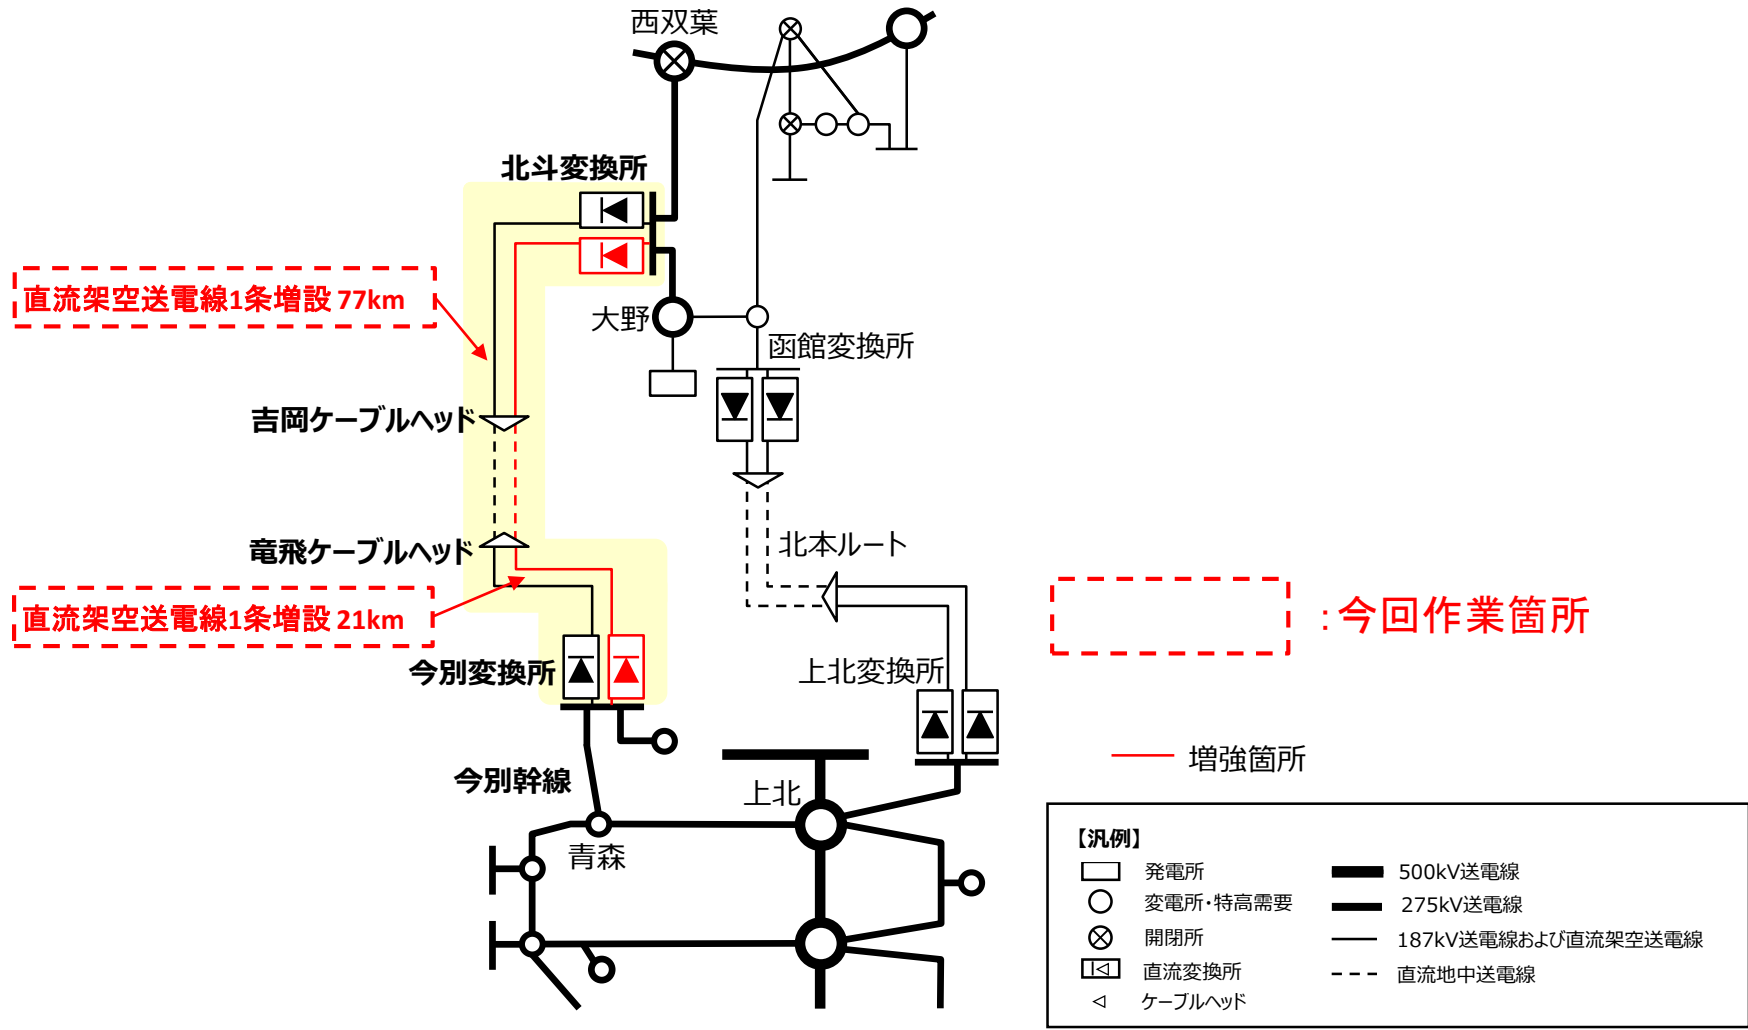 西双葉
北斗変換所
直流架空送電線1条増設 77km
大野
函館変換所
吉岡ケーブルヘッド
竜飛ケーブルヘッド
北本ルート
直流架空送電線1条増設 21km
:今回作業箇所
今別変換所
上北変換所
増強箇所
今別幹線
上北
青森
【汎例】
発電所
変電所・特高需要
開閉所
直流変換所
ケーブルヘッド
500kV送電線
275kV送電線
187kV送電線および直流架空送電線
直流地中送電線